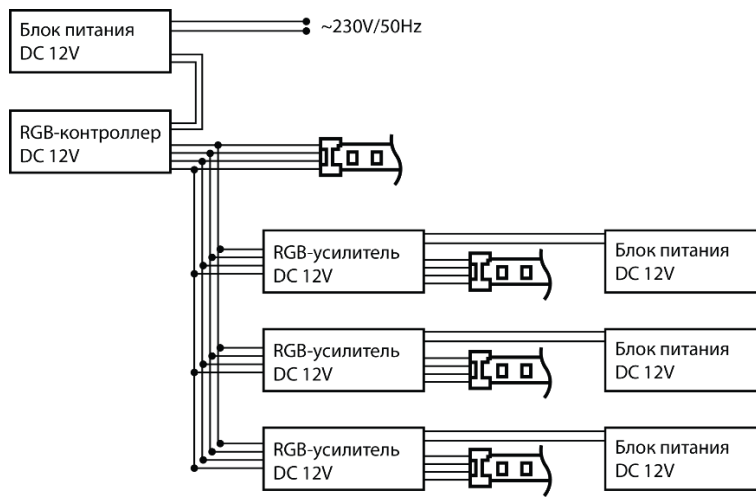 Блок питания
DC 12V
~230V/50Hz
RGB-контроллер
DC 12V
RGB-усилитель
DC 12V
Блок питания
DC 12V
RGB-усилитель
DC 12V
Блок питания
DC 12V
RGB-усилитель
DC 12V
Блок питания
DC 12V